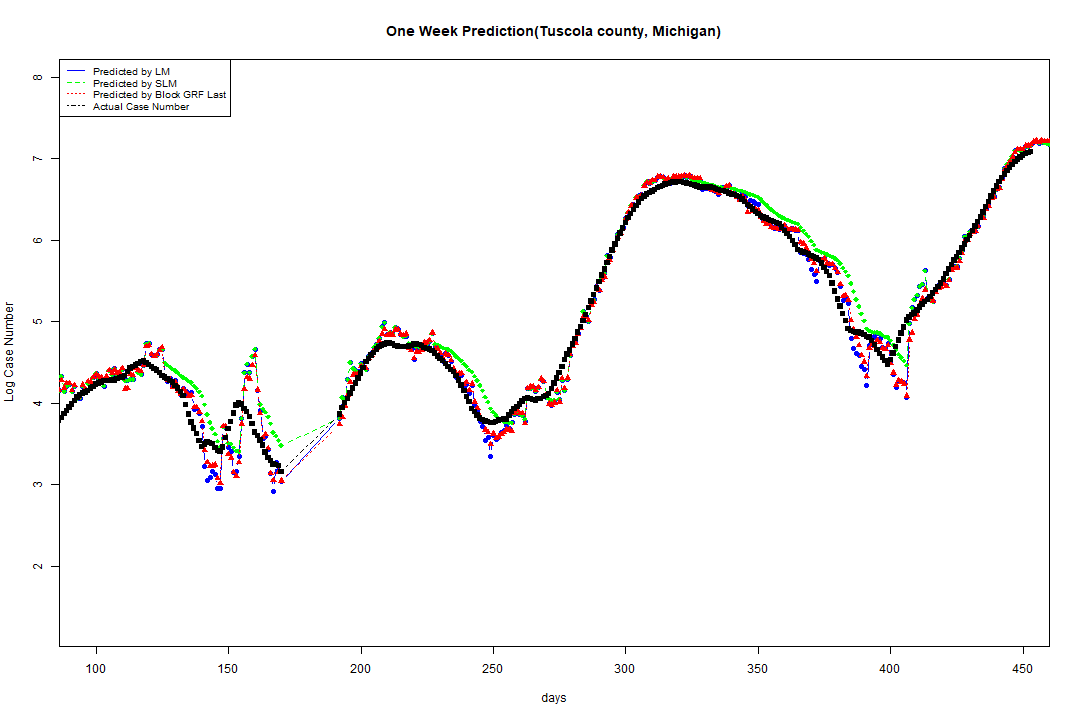 One Week Prediction(Tuscola county, Michigan)
Predicted by LM
Predicted by SLM
Predicted by Block GRF Last
Actual Case Number
8
7
6
5
4
3
2
Log Case Number
100 150 200 250 300 350 400 450
days